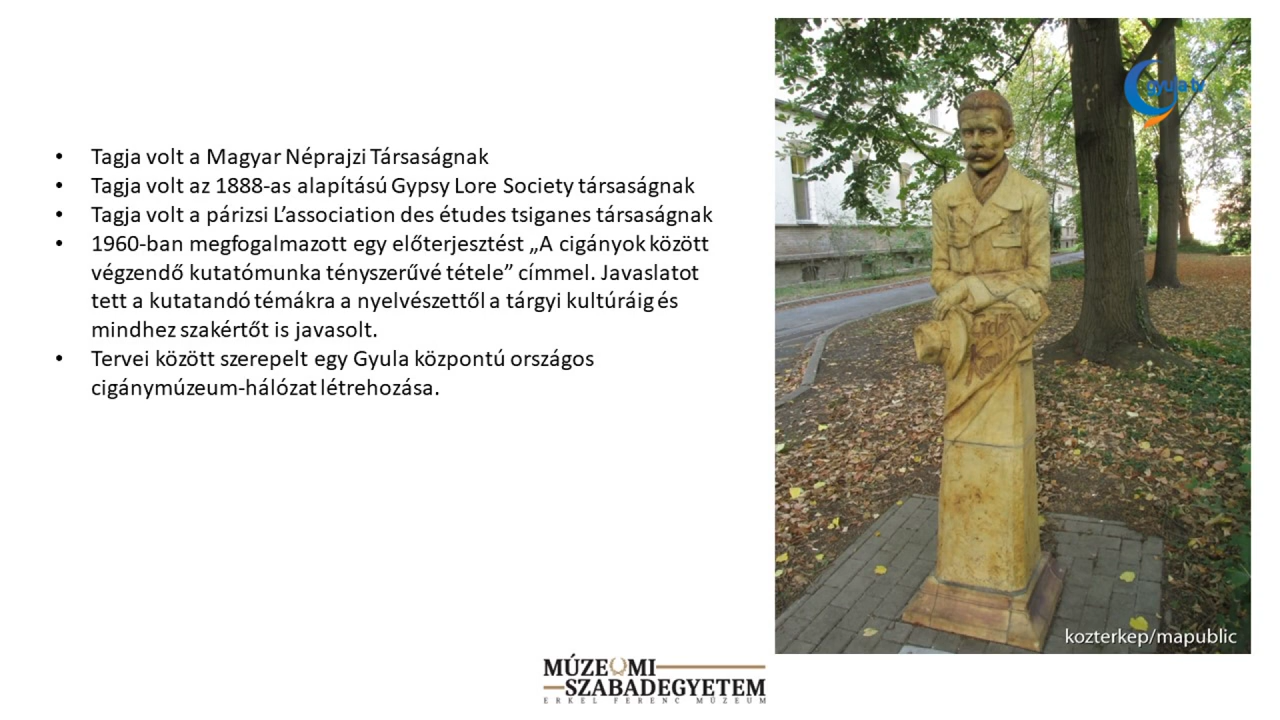 • Tagja volt a Magyar Néprajzi Társaságnak
• Tagja volt az 1888-as alapítású Gypsy Lore Society társaságnak
• Tagja volt a párizsi L’association des études tsiganes társaságnak
• 1960-ban megfogalmazott egy előterjesztést „A cigányok között
végzendő kutatómunka tényszerűvé tétele” címmel. Javaslatot
tett a kutatandó témákra a nyelvészettől a tárgyi kultúráig és
mindhez szakértőt is javasolt.
• Tervei között szerepelt egy Gyula központú országos
cigánymúzeum-hálózat létrehozása.
gyula tv
Erdős
Kamill
kozterkep/mapublic
MÚZEUMI
SZABADEGYETEM
ERKEL FERENC MÚZEUM